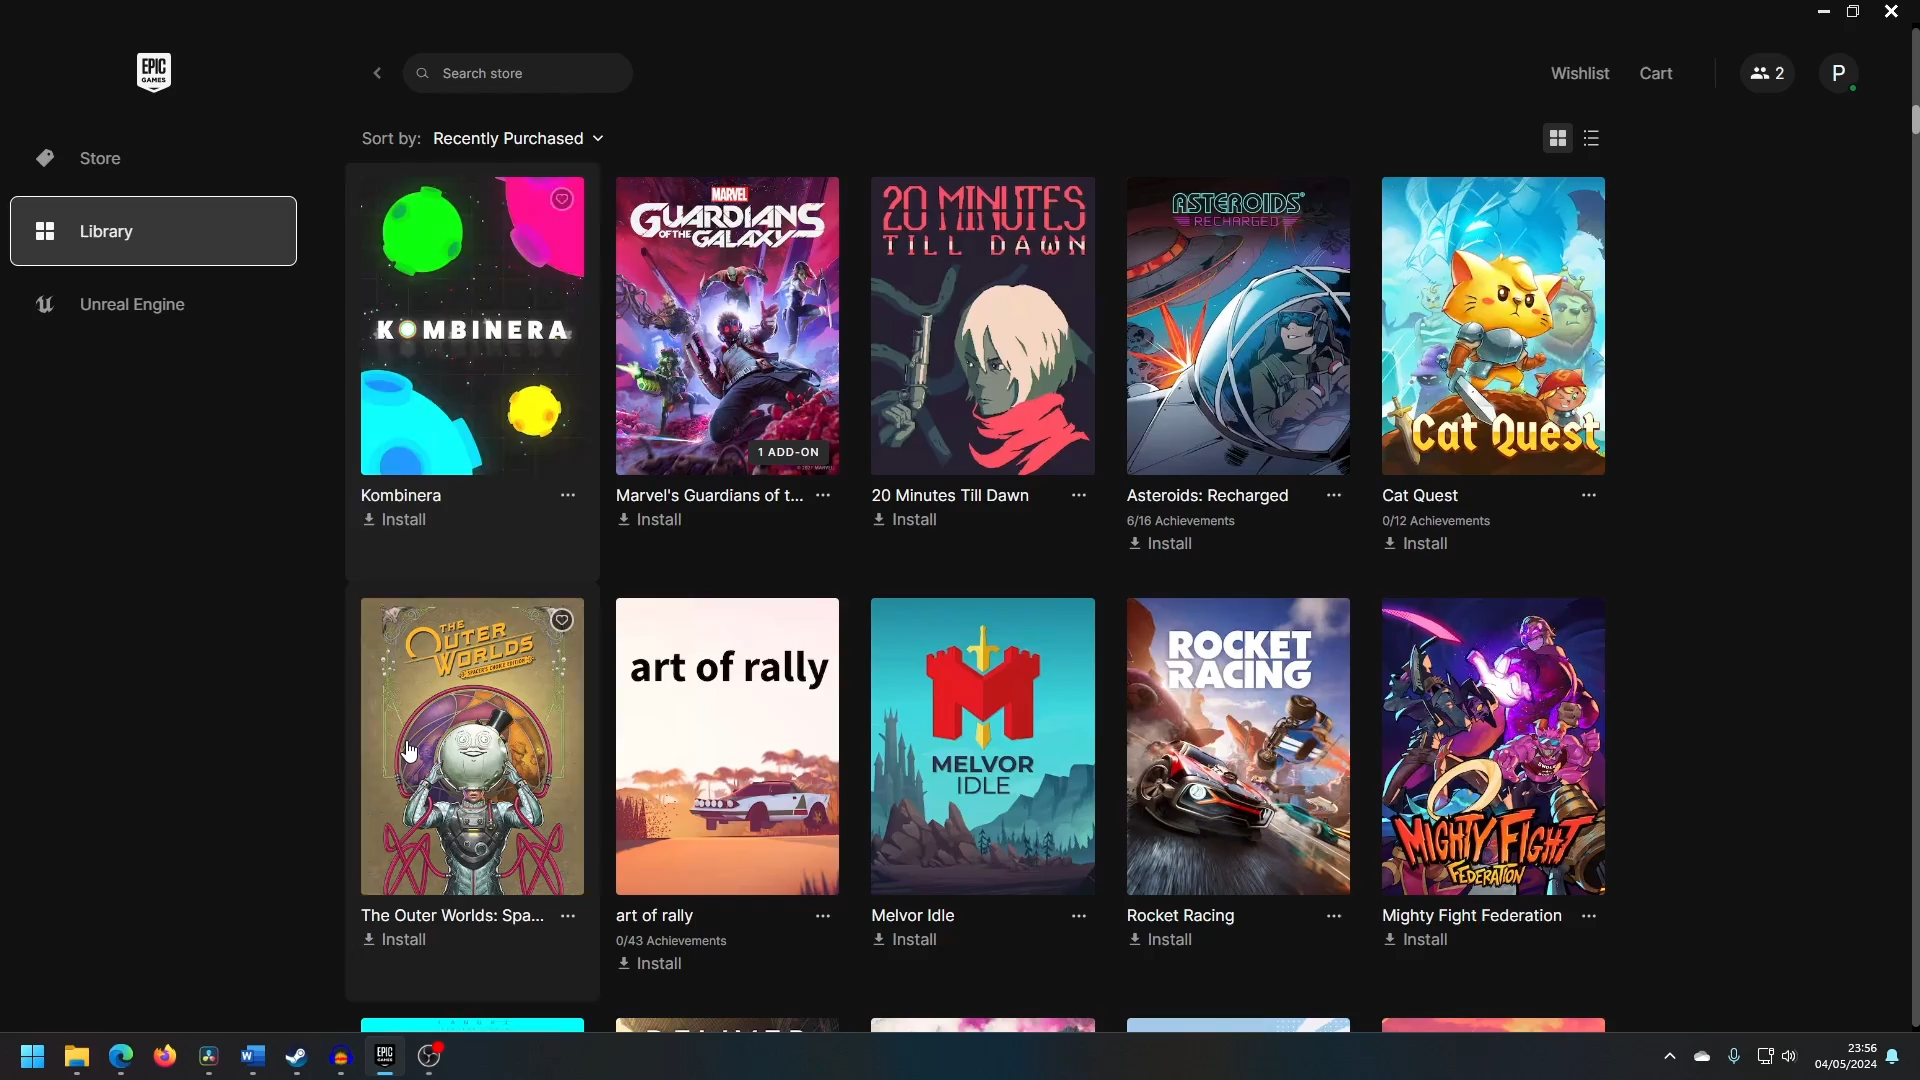 EPIC
GAMES
Search store
Wishlist
Cart
2
P
Sort by: Recently Purchased
Store
Library
Unreal Engine
KOMBINERA
MARVEL
GUARDIANS
OF THE
GALAXY
1 ADD-ON
20 MINUTES
TILL DAWN
ASTEROIDS
RECHARGED
Cat Quest
Kombinera
Install
Marvel's Guardians of t...
Install
20 Minutes Till Dawn
Install
Asteroids: Recharged
6/16 Achievements
Install
Cat Quest
0/12 Achievements
Install
THE
OUTER
WORLDS
SPACER'S CHOICE EDITION
art of rally
MELVOR
IDLE
ROCKET
RACING
MIGHTY FIGHT
FEDERATION
The Outer Worlds: Spa...
Install
art of rally
0/43 Achievements
Install
Melvor Idle
Install
Rocket Racing
Install
Mighty Fight Federation
Install
EPIC
GAMES
23:56
04/05/2024